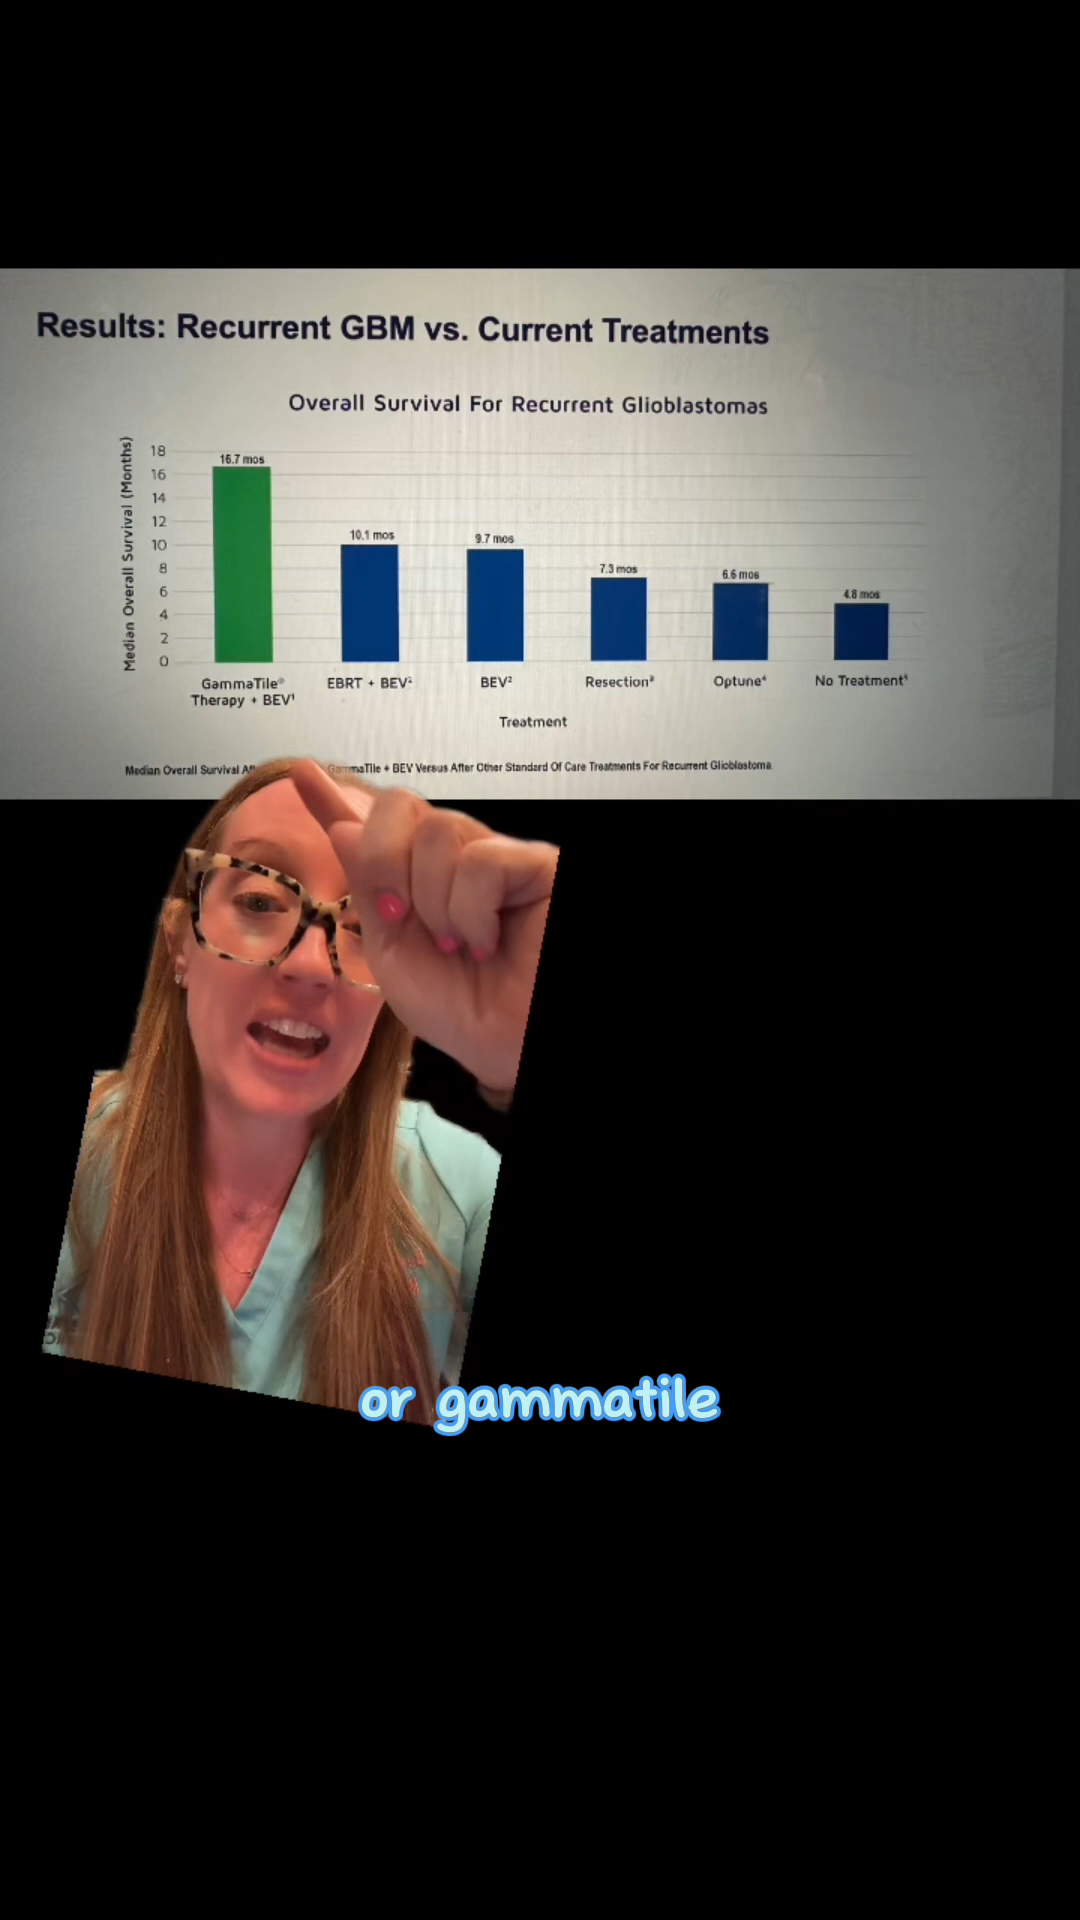 Results: Recurrent GBM vs. Current Treatments
Overall Survival For Recurrent Glioblastomas
Median Overall Survival (Months)
18
16
14
12
10
8
6
4
2
0
16.7 mos
10.1 mos
9.7 mos
7.3 mos
6.6 mos
4.8 mos
GammaTile® EBRT + BEV² BEV² Resection³ Optune⁴ No Treatment⁵
Therapy + BEV¹
Treatment
Median Overall Survival GammaTile + BEV Versus After Other Standard Of Care Treatments For Recurrent Glioblastoma
or gammatile